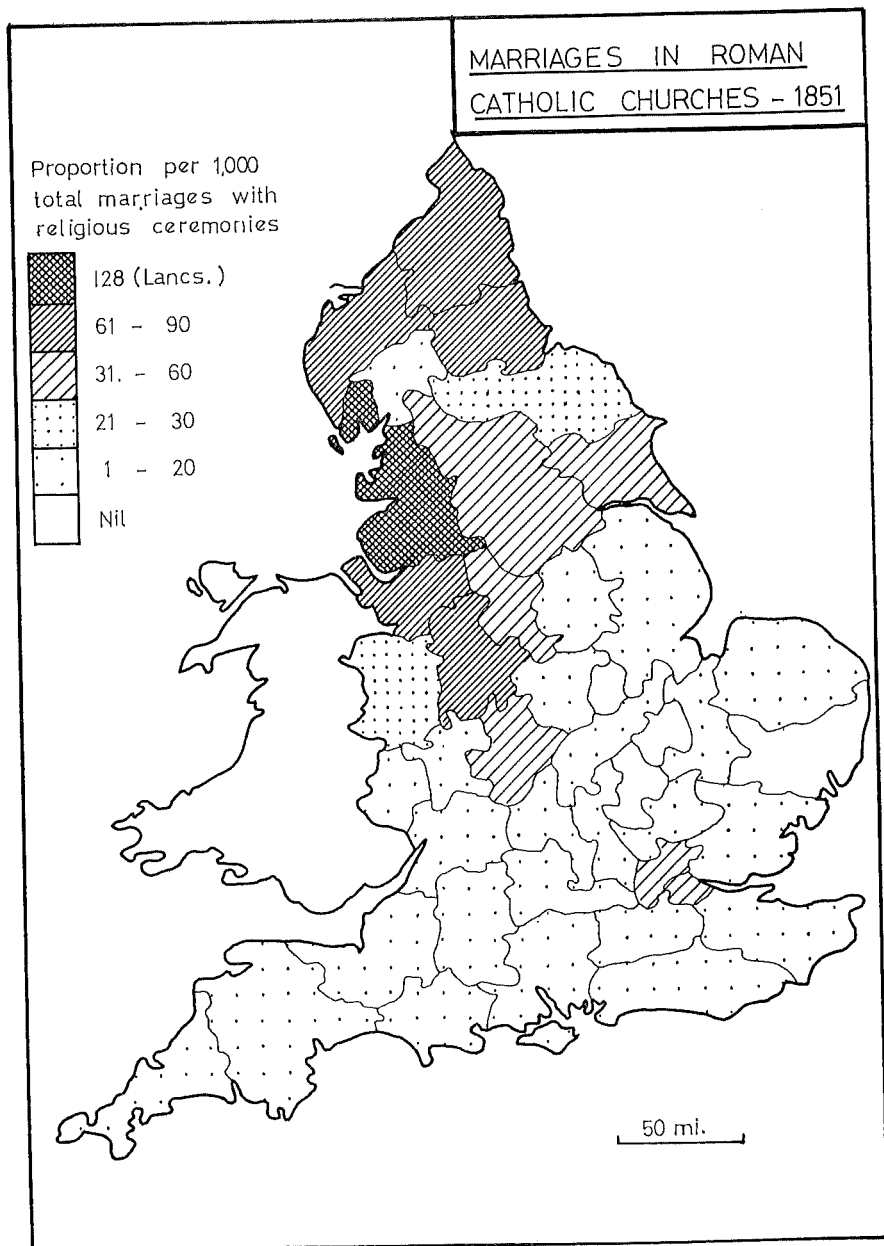 MARRIAGES IN ROMAN
CATHOLIC CHURCHES – 1851
Proportion per 1,000
total marriages with
religious ceremonies
128 (Lancs.)
61 – 90
31. – 60
21 – 30
1 – 20
Nil
50 mi.